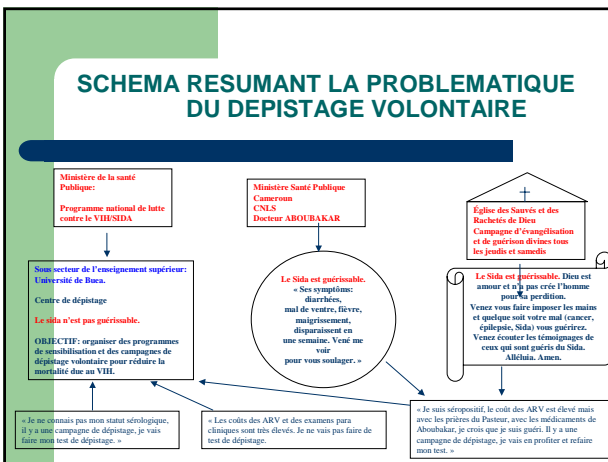 SCHEMA RESUMANT LA PROBLEMATIQUE
DU DEPISTAGE VOLONTAIRE
Ministère de la santé
Publique:
Programme national de lutte
contre le VIH/SIDA
Ministère Santé Publique
Cameroun
CNLS
Docteur ABOUBAKAR
Église des Sauvés et des
Rachetés de Dieu
Campagne d'évangélisation
et de guérison divines tous
les jeudis et samedis
Sous secteur de l'enseignement supérieur:
Université de Buea.
Centre de dépistage
Le sida n'est pas guérissable.
OBJECTIF: organiser des programmes
de sensibilisation et des campagnes de
dépistage volontaire pour réduire la
mortalité due au VIH.
Le Sida est guérissable.
« Ses symptômes:
diarrhées,
mal de ventre, fièvre,
maigrissement,
disparaissent en
une semaine. Vené me
voir
pour vous soulager. »
Le Sida est guérissable. Dieu est
amour et n'a pas crée l'homme
pour sa perdition.
Venez vous faire imposer les mains
et quelque soit votre mal (cancer,
épilepsie, Sida) vous guérirez.
Venez écouter les témoignages de
ceux qui sont guéris du Sida.
Alléluia. Amen.
« Je ne connais pas mon statut sérologique,
il y a une campagne de dépistage, je vais
faire mon test de dépistage. »
« Les coûts des ARV et des examens para
cliniques sont très élevés. Je ne vais pas faire de
test de dépistage.
« Je suis séropositif, le coût des ARV est élevé mais
avec les prières du Pasteur, avec les médicaments de
Aboubakar, je crois que je suis guéri. Il y a une
campagne de dépistage, je vais en profiter et refaire
mon test. »